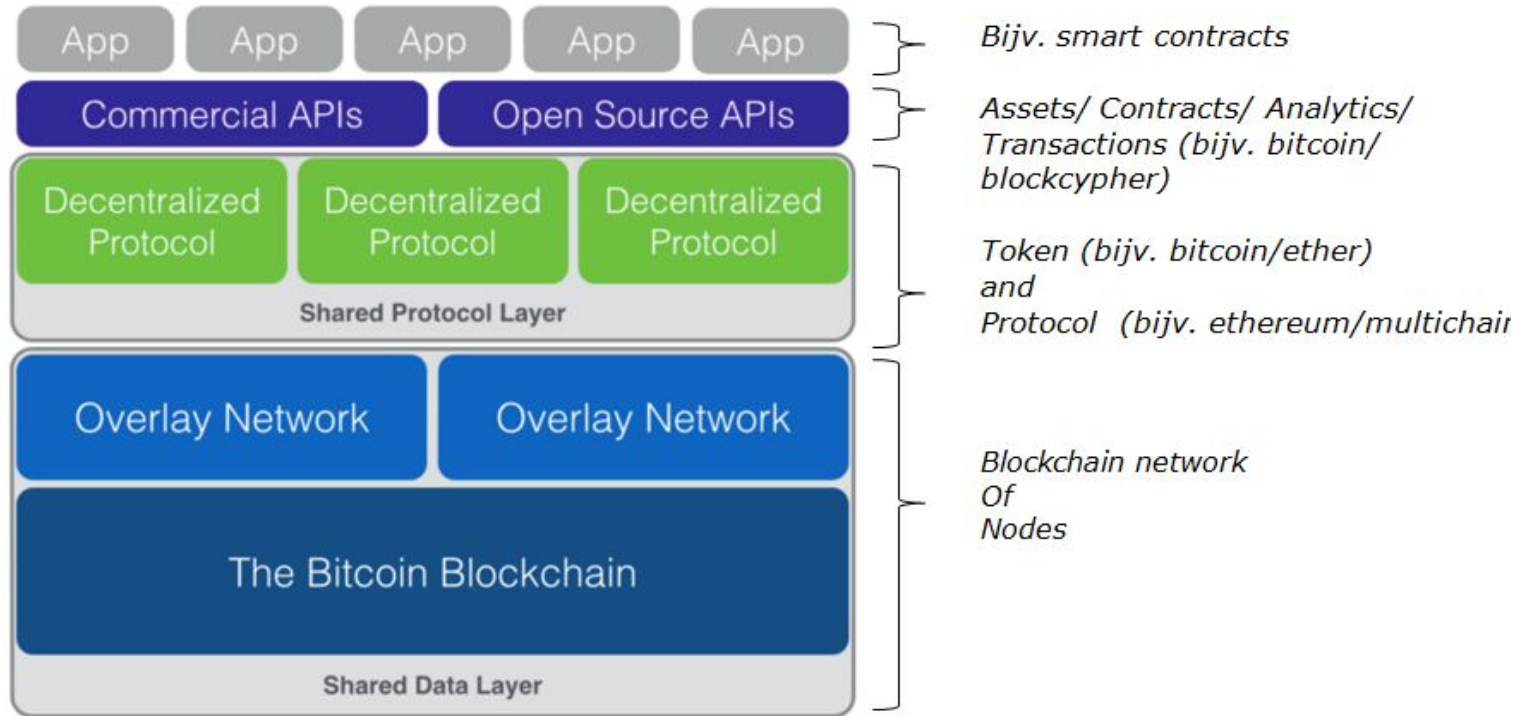 App App App App App
Bijv. smart contracts
Commercial APIs Open Source APIs
Assets/ Contracts/ Analytics/
Transactions (bijv. bitcoin/
blockcypher)
Decentralized Protocol
Decentralized Protocol
Decentralized Protocol
Shared Protocol Layer
Token (bijv. bitcoin/ether)
and
Protocol (bijv. ethereum/
Overlay Network Overlay Network
The Bitcoin Blockchain
Shared Data Layer
Blockchain network
Of
Nodes